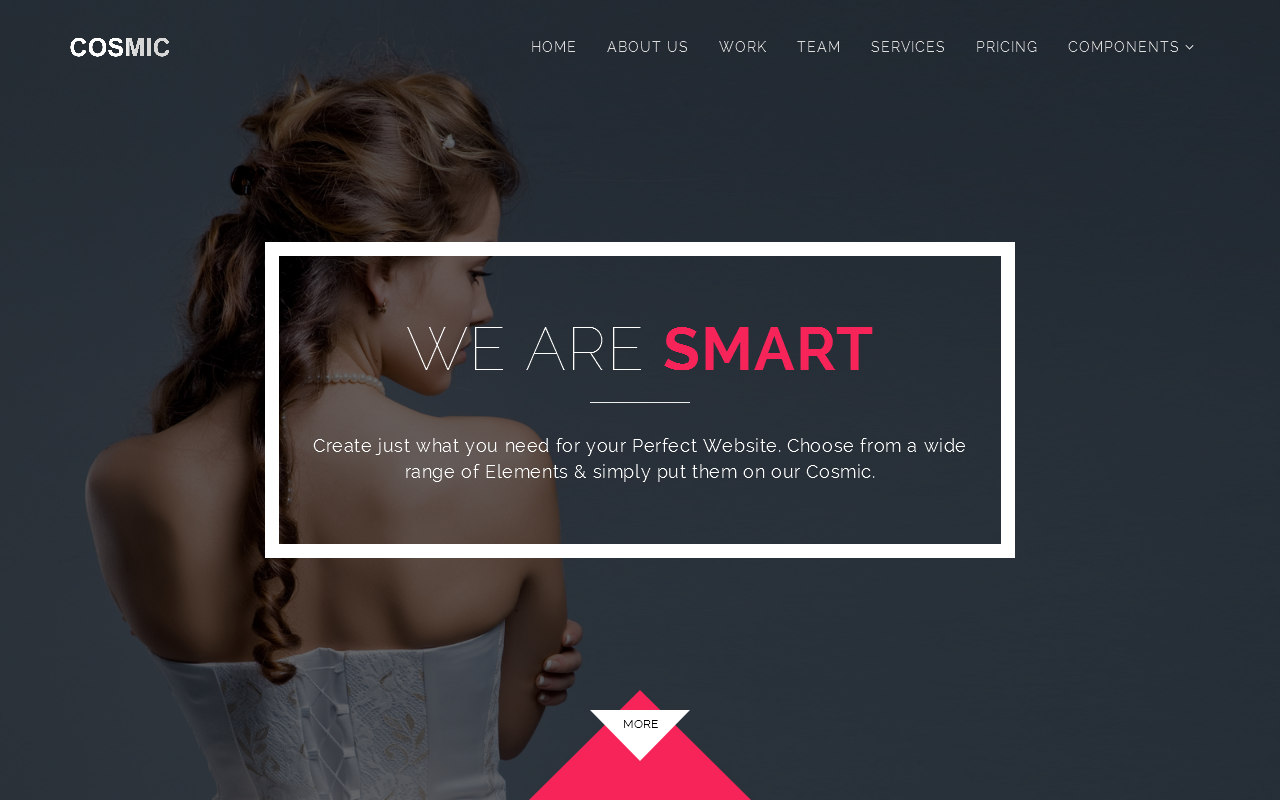 COSMIC
HOME ABOUT US WORK TEAM SERVICES PRICING COMPONENTS
WE ARE SMART
Create just what you need for your Perfect Website. Choose from a wide
range of Elements & simply put them on our Cosmic.
MORE